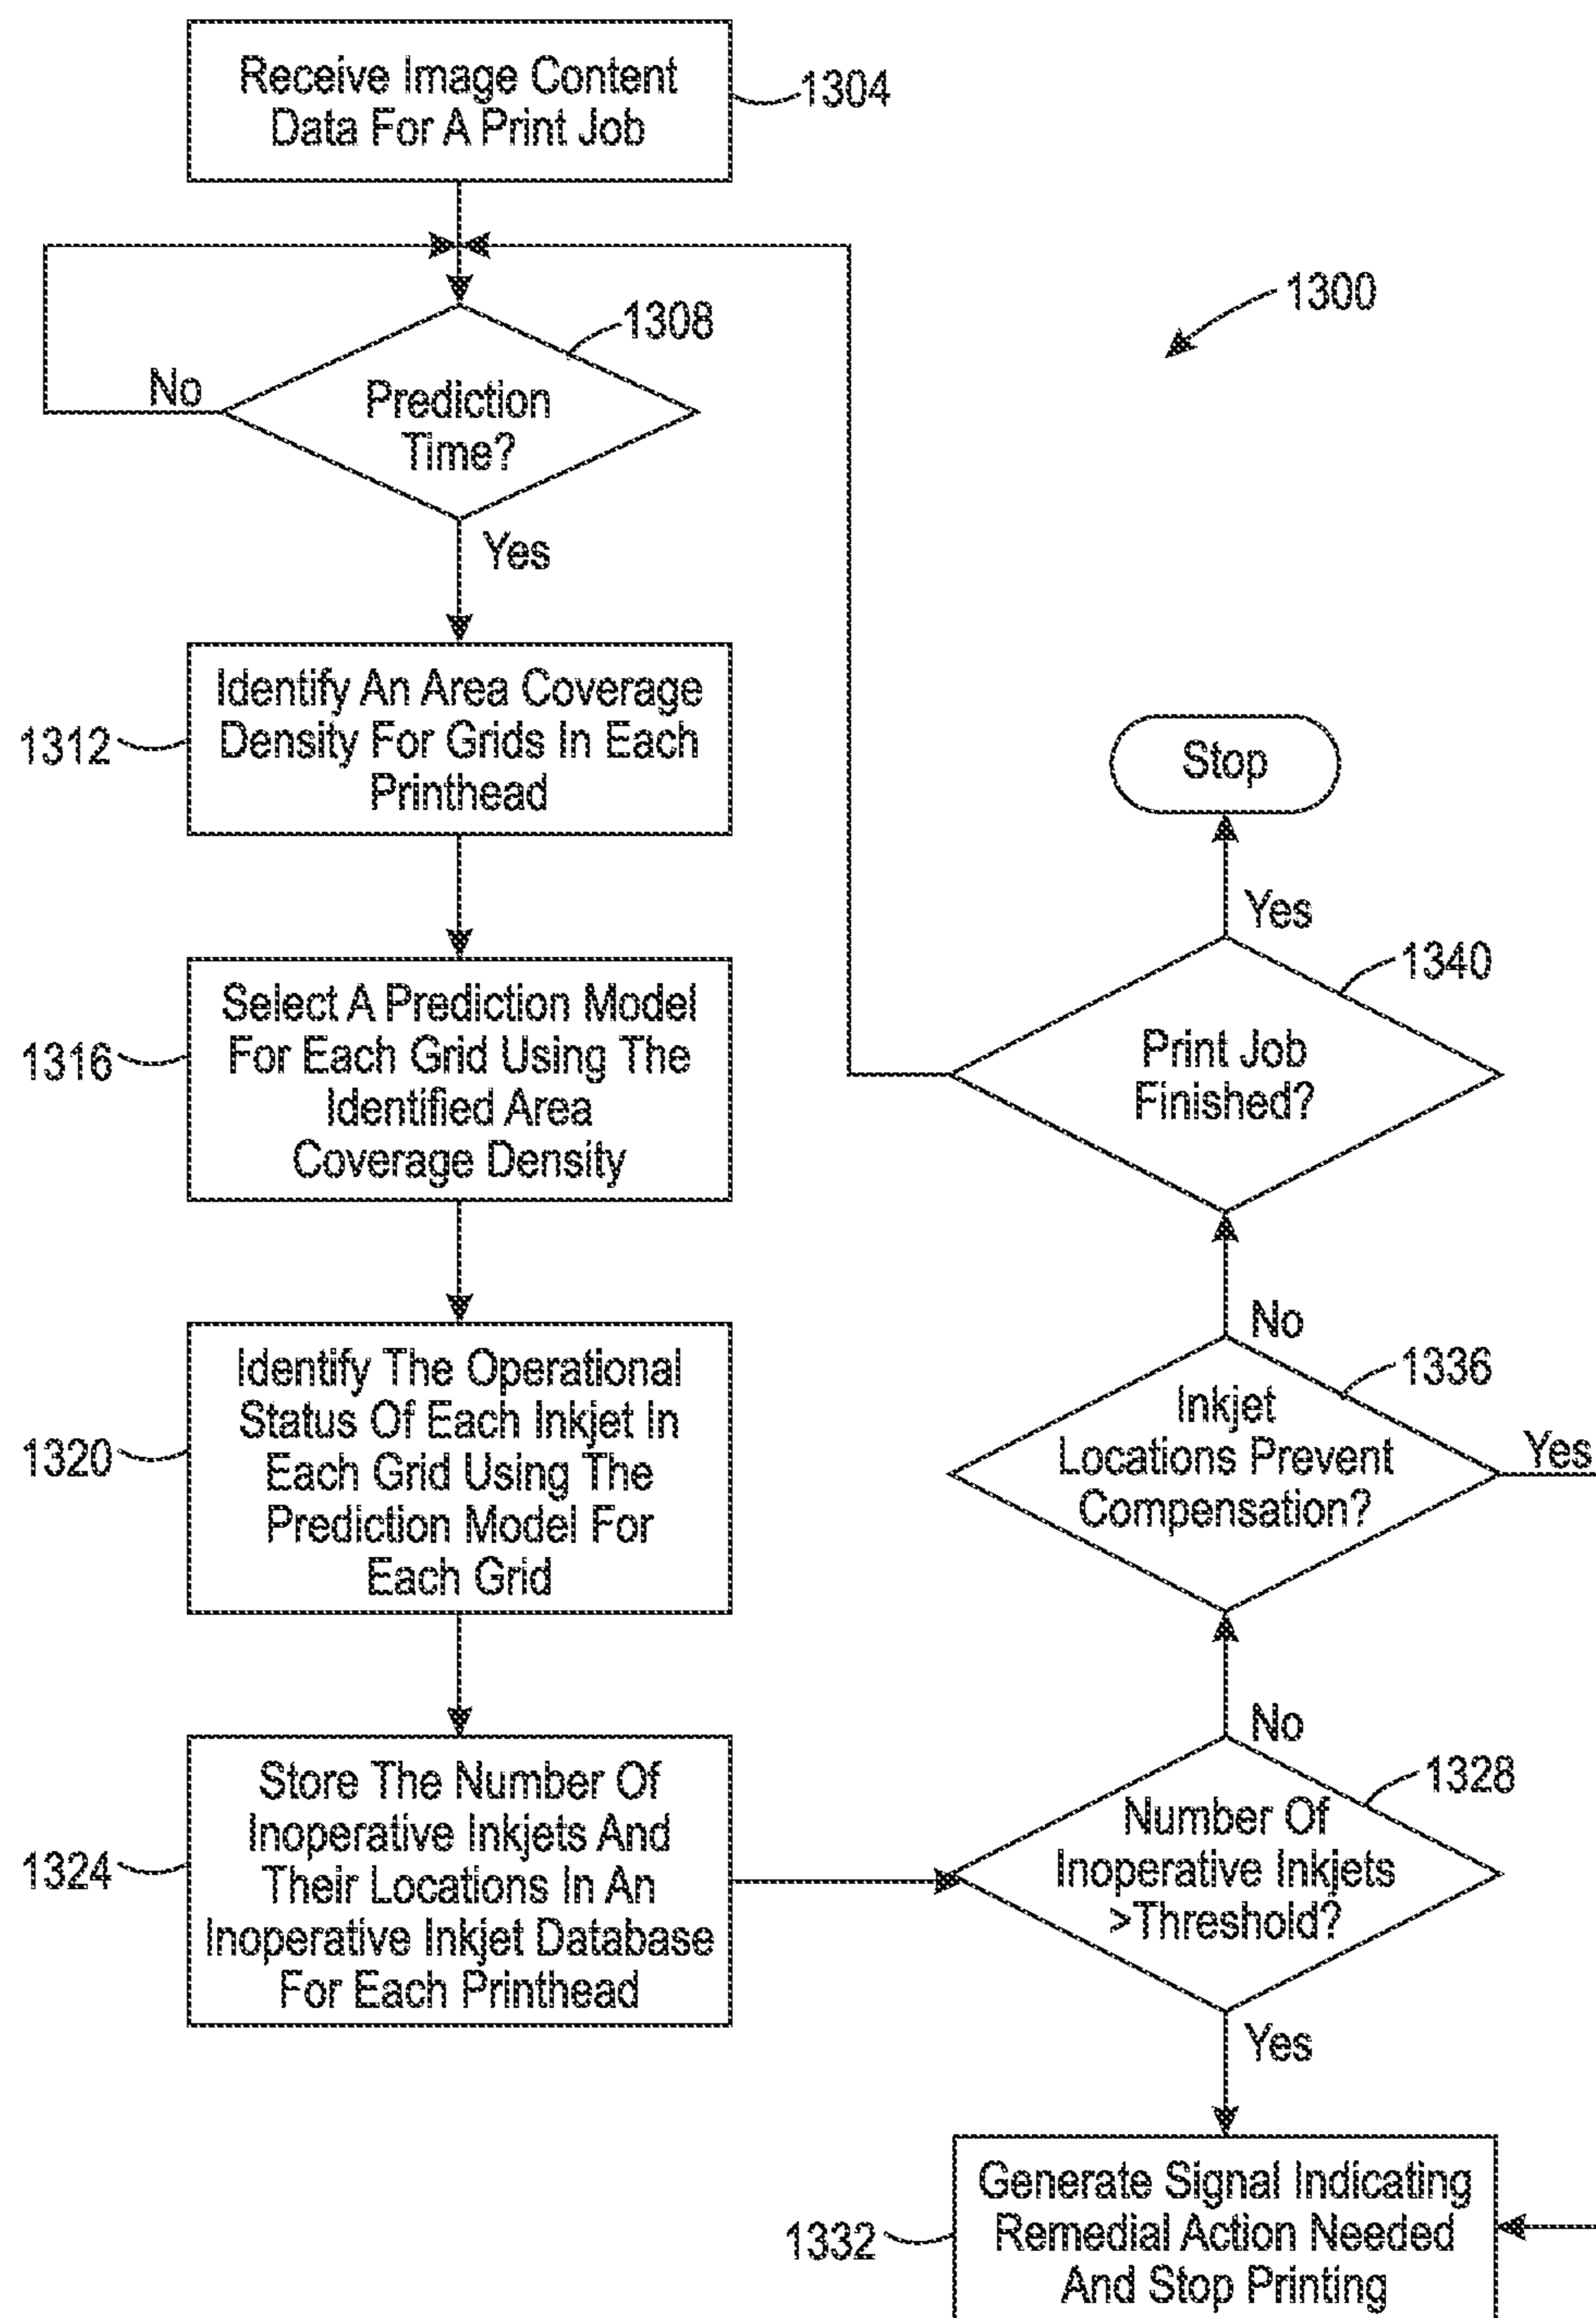 Receive Image Content
Data For A Print Job
1304
1300
1308
No
Prediction
Time?
Yes
1312
Identify An Area Coverage
Density For Grids In Each
Printhead
1316
Select A Prediction Model
For Each Grid Using The
Identified Area
Coverage Density
1320
Identify The Operational
Status Of Each Inkjet In
Each Grid Using The
Prediction Model For
Each Grid
1324
Store The Number Of
Inoperative Inkjets And
Their Locations In An
Inoperative Inkjet Database
For Each Printhead
Stop
Yes
1340
Print Job
Finished?
No
1336
Inkjet
Locations Prevent
Compensation?
Yes
No
1328
Number Of
Inoperative Inkjets
>Threshold?
Yes
1332
Generate Signal Indicating
Remedial Action Needed
And Stop Printing